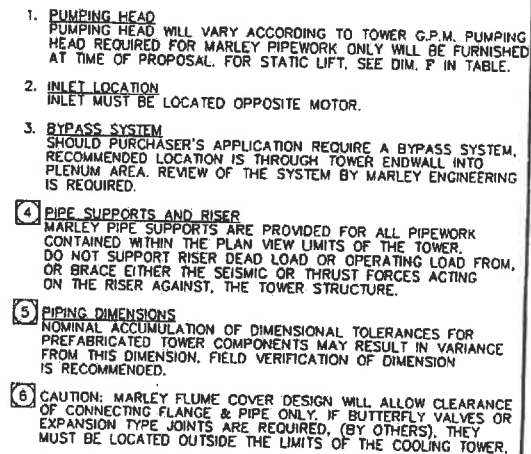 1. PUMPING HEAD
PUMPING HEAD WILL VARY ACCORDING TO TOWER G.P.M. PUMPING
HEAD REQUIRED FOR MARLEY PIPEWORK ONLY WILL BE FURNISHED
AT TIME OF PROPOSAL. FOR STATIC LIFT, SEE DIM. F IN TABLE.
2. INLET LOCATION
INLET MUST BE LOCATED OPPOSITE MOTOR.
3. BYPASS SYSTEM
SHOULD PURCHASER'S APPLICATION REQUIRE A BYPASS SYSTEM,
RECOMMENDED LOCATION IS THROUGH TOWER ENDWALL INTO
PLENUM AREA. REVIEW OF THE SYSTEM BY MARLEY ENGINEERING
IS REQUIRED.
4 PIPE SUPPORTS AND RISER
MARLEY PIPE SUPPORTS ARE PROVIDED FOR ALL PIPEWORK
CONTAINED WITHIN THE PLAN VIEW LIMITS OF THE TOWER.
DO NOT SUPPORT RISER DEAD LOAD OR OPERATING LOAD FROM,
OR BRACE EITHER THE SEISMIC OR THRUST FORCES ACTING
ON THE RISER AGAINST, THE TOWER STRUCTURE.
5 PIPING DIMENSIONS
NOMINAL ACCUMULATION OF DIMENSIONAL TOLERANCES FOR
PREFABRICATED TOWER COMPONENTS MAY RESULT IN VARIANCE
FROM THIS DIMENSION. FIELD VERIFICATION OF DIMENSION
IS RECOMMENDED.
6 CAUTION: MARLEY FLUME COVER DESIGN WILL ALLOW CLEARANCE
OF CONNECTING FLANGE & PIPE ONLY. IF BUTTERFLY VALVES OR
EXPANSION TYPE JOINTS ARE REQUIRED, (BY OTHERS), THEY
MUST BE LOCATED OUTSIDE THE LIMITS OF THE COOLING TOWER.